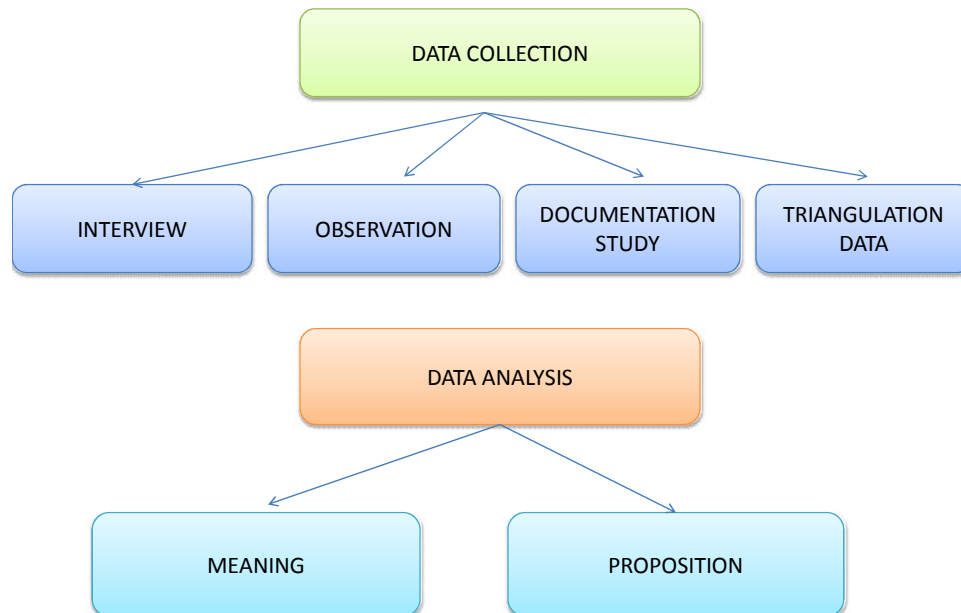 DATA COLLECTION
INTERVIEW
OBSERVATION
DOCUMENTATION
STUDY
TRIANGULATION
DATA
DATA ANALYSIS
MEANING
PROPOSITION